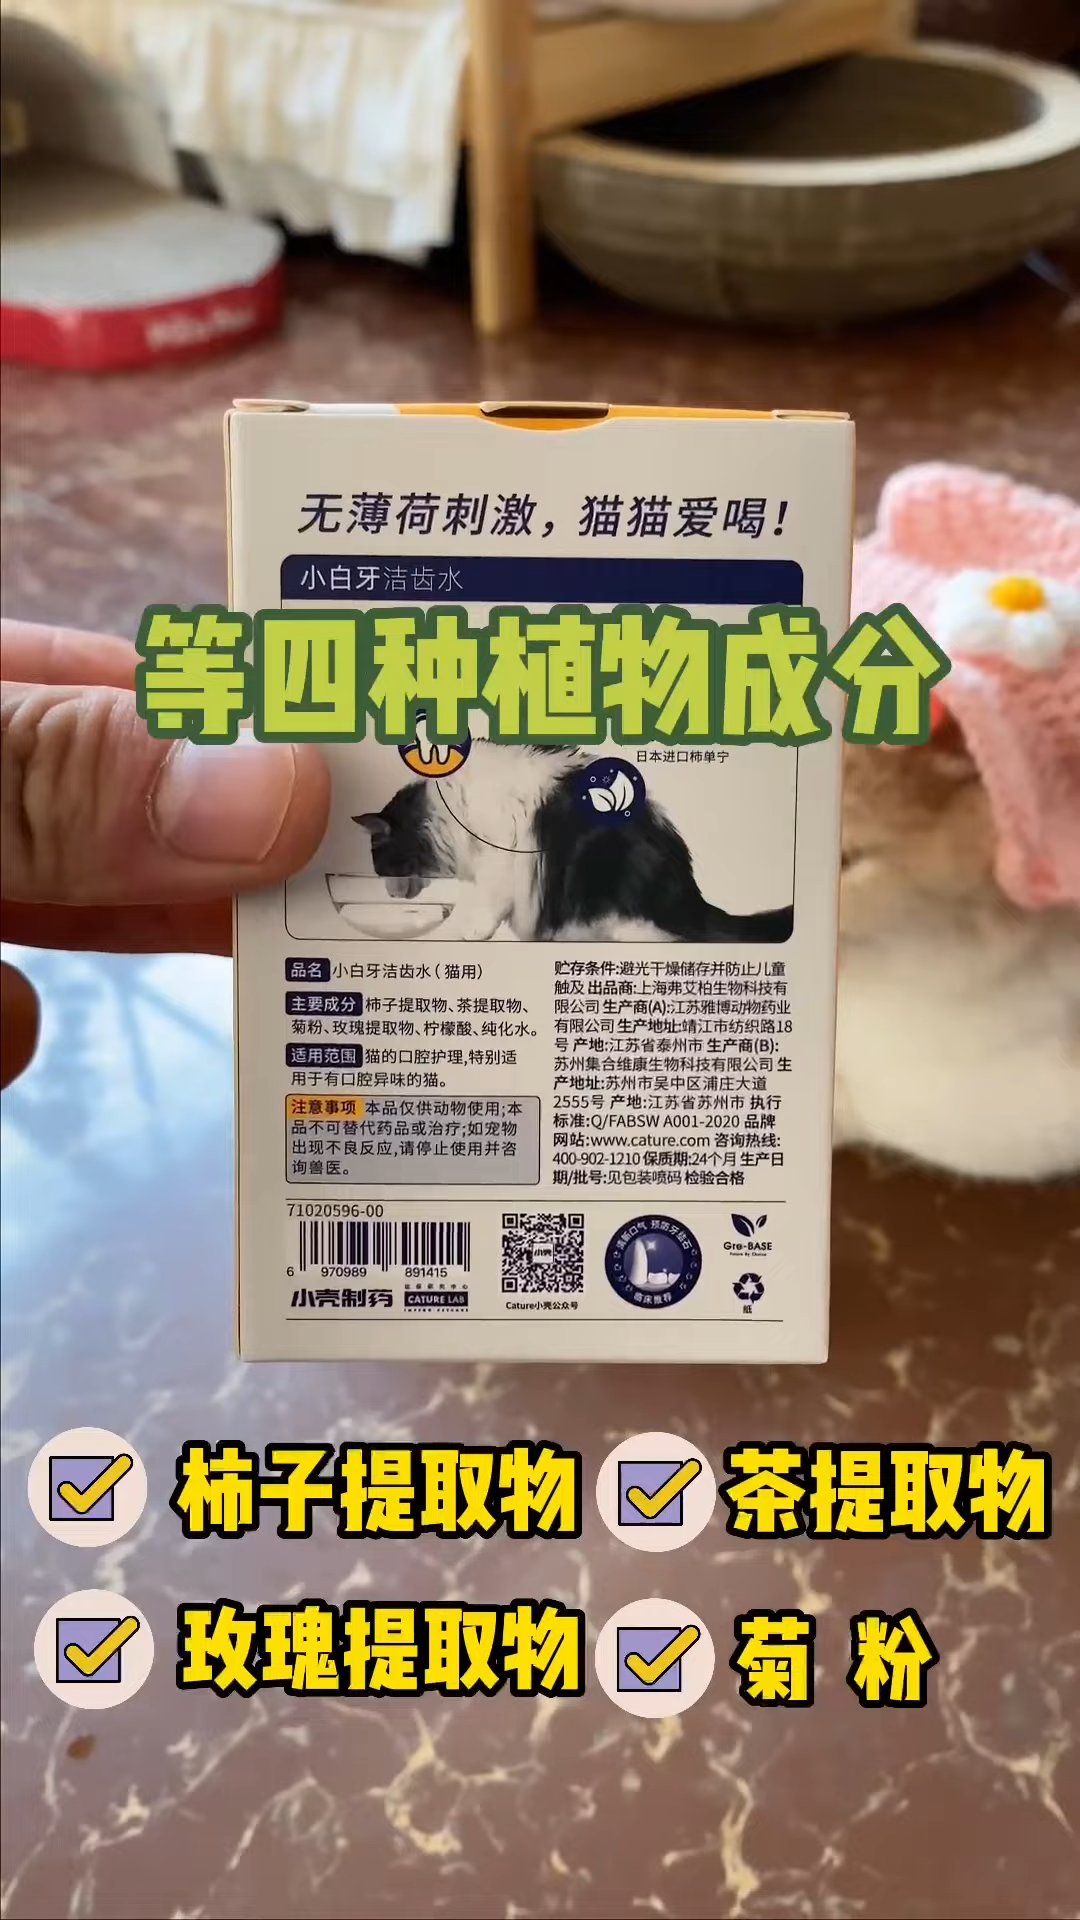 无薄荷刺激，猫猫爱喝！
小白牙洁齿水
等四种植物成分
日本进口柿单宁
品名 小白牙洁齿水（猫用）
主要成分 柿子提取物、茶提取物、
菊粉、玫瑰提取物、柠檬酸、纯化水。
适用范围 猫的口腔护理,特别适
用于有口腔异味的猫。
注意事项 本品仅供动物使用;本
品不可替代药品或治疗;如宠物
出现不良反应,请停止使用并咨
询兽医。
贮存条件:避光干燥储存并防止儿童
触及 出品商:上海弗艾柏生物科技有
限公司 生产商(A):江苏雅博动物药业
有限公司 生产地址:靖江市纺织路18
号 产地:江苏省泰州市 生产商(B):
苏州集合维康生物科技有限公司 生
产地址:苏州市吴中区浦庄大道
2555号 产地:江苏省苏州市 执行
标准:Q/FABSW A001-2020 品牌
网站:www.cature.com 咨询热线:
400-902-1210 保质期:24个月 生产日
期/批号:见包装喷码 检验合格
71020596-00
6 970989 891415
小壳制药
CATURE LAB
小壳
Cature小壳公众号
清新口气 预防牙结石
临床推荐
Gre-BASE
纸
柿子提取物
茶提取物
玫瑰提取物
菊 粉